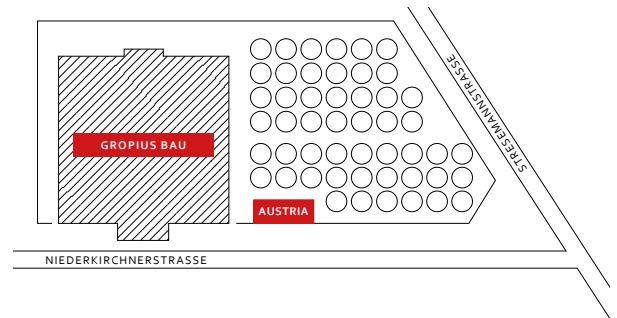 STRESEMANNSTRASSE
GROPIUS BAU
AUSTRIA
NIEDERKIRCHNERSTRASSE